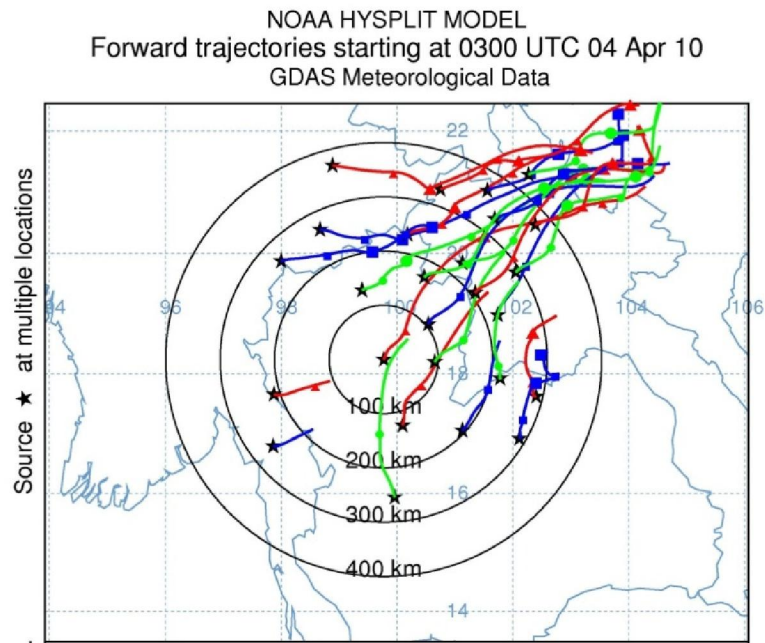 NOAA HYSPLIT MODEL
Forward trajectories starting at 0300 UTC 04 Apr 10
GDAS Meteorological Data
Source ★ at multiple locations
22
94 96 98 100 102 104 106
18
100 km
200 km
16
300 km
400 km
14